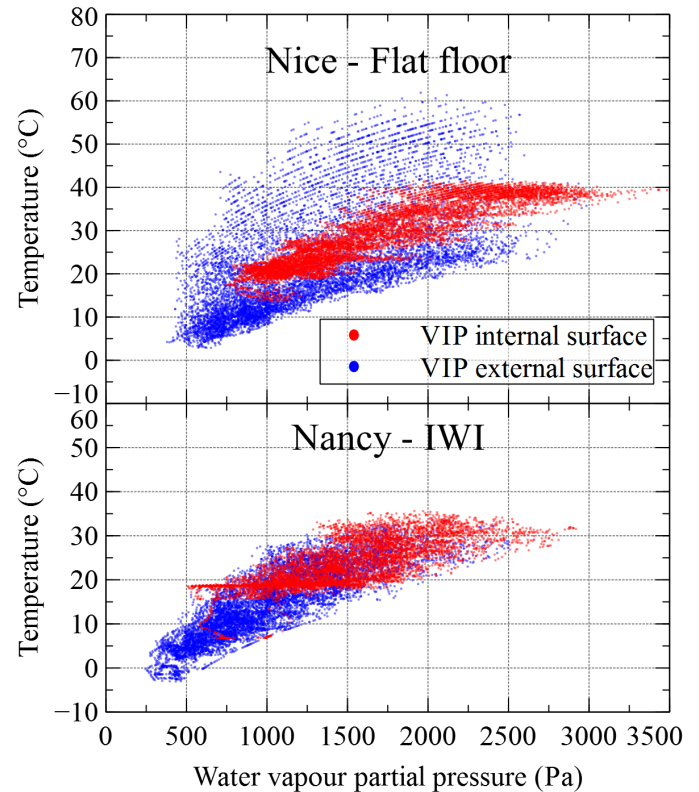 80
70
60
50
40
30
20
10
0
−10
Temperature (°C)
Nice - Flat floor
VIP internal surface
VIP external surface
60
50
40
30
20
10
0
−10
Temperature (°C)
Nancy - IWI
0 500 1000 1500 2000 2500 3000 3500
Water vapour partial pressure (Pa)